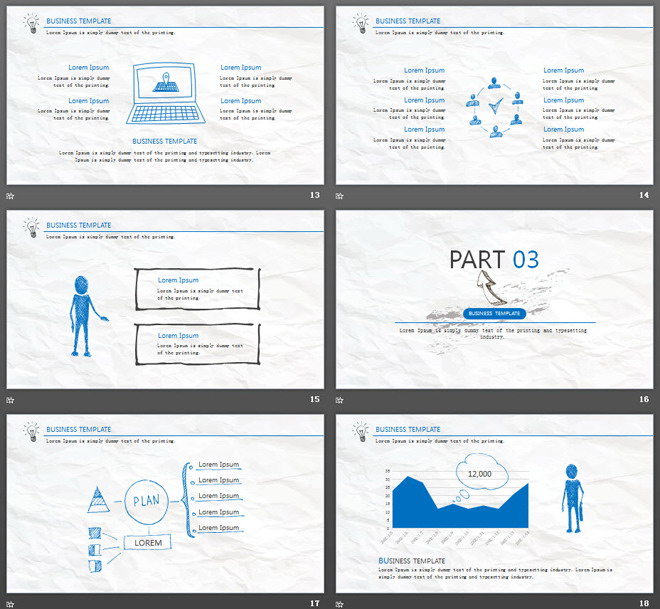 BUSINESS TEMPLATE
Lorem Ipsum is simply dummy text of the printing.
Lorem Ipsum
Lorem Ipsum is simply dummy
text of the printing.
Lorem Ipsum
Lorem Ipsum is simply dummy
text of the printing.
Lorem Ipsum
Lorem Ipsum is simply dummy
text of the printing.
Lorem Ipsum
Lorem Ipsum is simply dummy
text of the printing.
BUSINESS TEMPLATE
Lorem Ipsum is simply dummy text of the printing and typesetting industry. Lorem
Ipsum is simply dummy text of the printing and typesetting industry.
13
BUSINESS TEMPLATE
Lorem Ipsum is simply dummy text of the printing.
Lorem Ipsum
Lorem Ipsum is simply dummy
text of the printing.
Lorem Ipsum
Lorem Ipsum is simply dummy
text of the printing.
Lorem Ipsum
Lorem Ipsum is simply dummy
text of the printing.
Lorem Ipsum
Lorem Ipsum is simply dummy
text of the printing.
Lorem Ipsum
Lorem Ipsum is simply dummy
text of the printing.
Lorem Ipsum
Lorem Ipsum is simply dummy
text of the printing.
14
BUSINESS TEMPLATE
Lorem Ipsum is simply dummy text of the printing.
Lorem Ipsum
Lorem Ipsum is simply dummy text
of the printing.
Lorem Ipsum
Lorem Ipsum is simply dummy text
of the printing.
15
PART 03
BUSINESS TEMPLATE
Lorem Ipsum is simply dummy text of the printing and typesetting
industry.
16
BUSINESS TEMPLATE
Lorem Ipsum is simply dummy text of the printing.
PLAN
LOREM
Lorem Ipsum
Lorem Ipsum
Lorem Ipsum
Lorem Ipsum
Lorem Ipsum
17
BUSINESS TEMPLATE
Lorem Ipsum is simply dummy text of the printing.
12,000
35
30
25
20
15
10
5
0
BUSINESS TEMPLATE
Lorem Ipsum is simply dummy text of the printing and typesetting industry. Lorem Ipsum is
simply dummy text of the printing and typesetting industry.
18